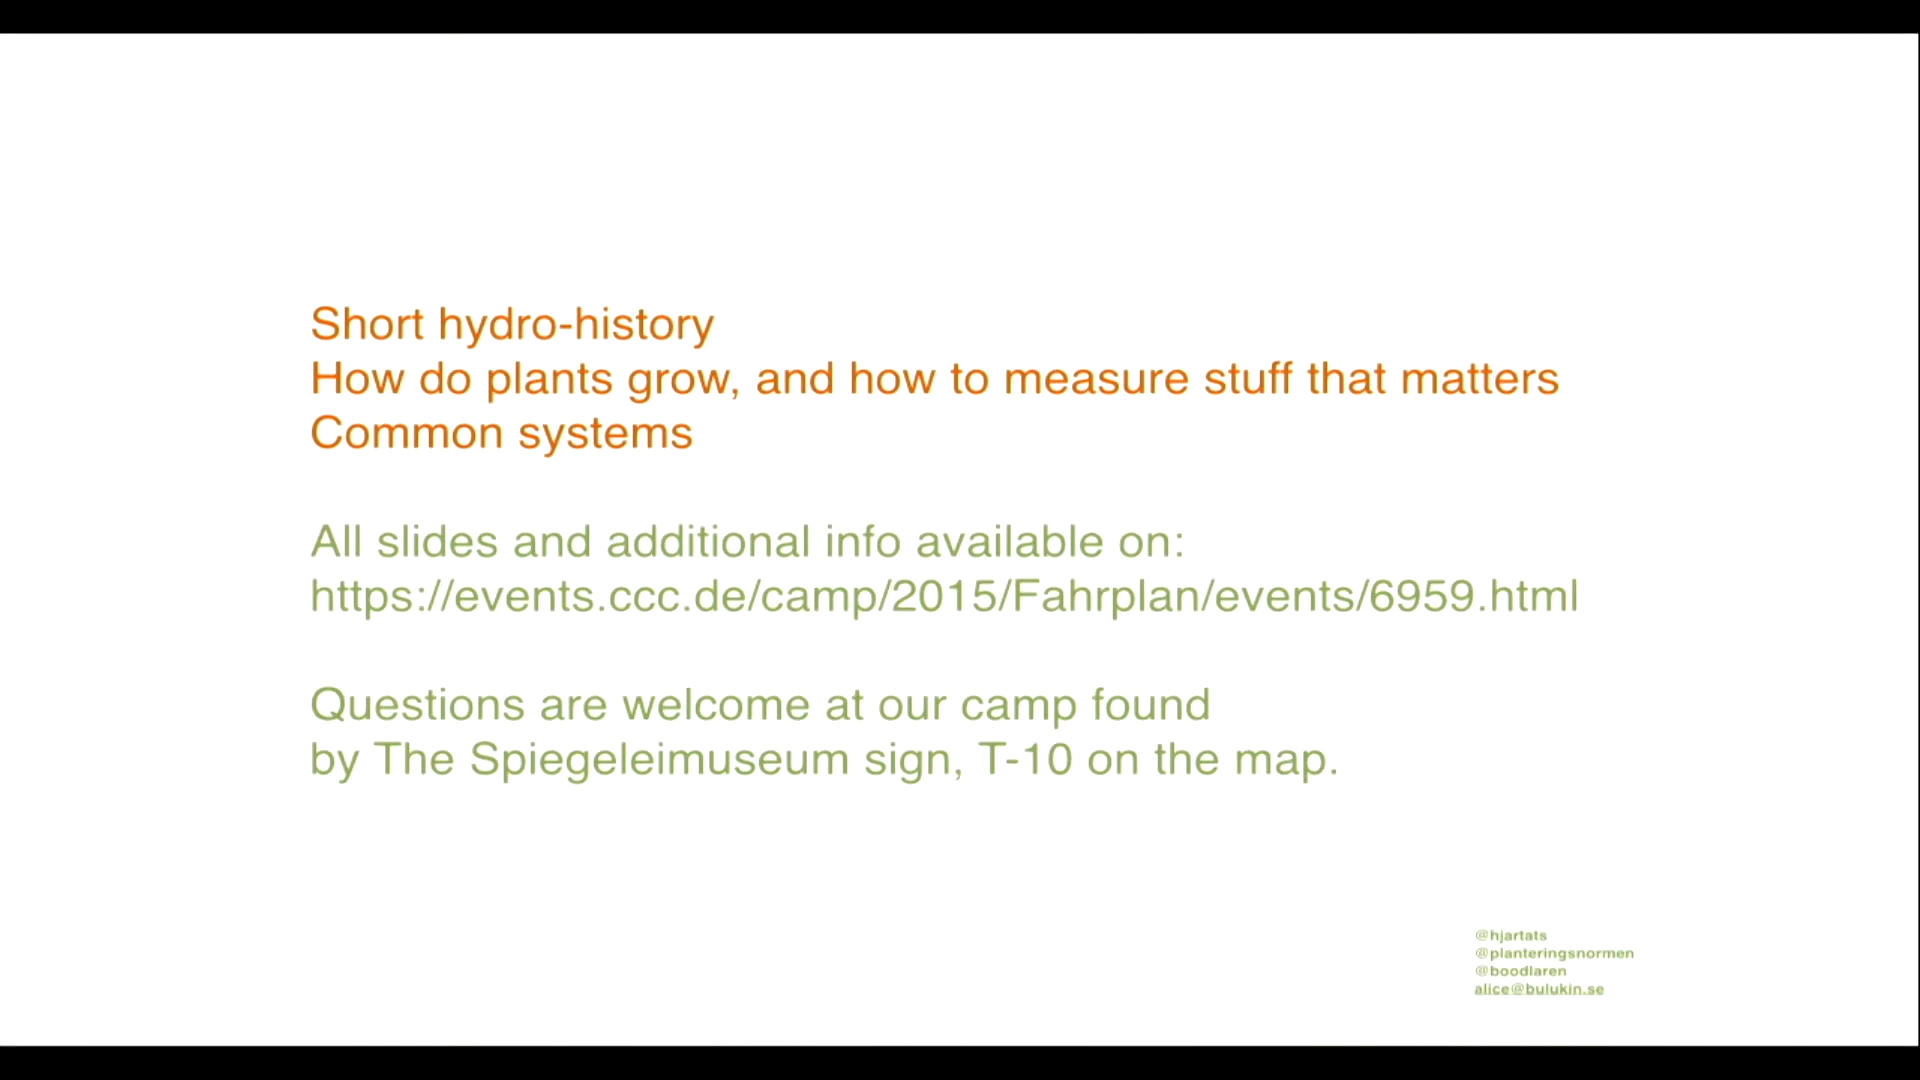 Short hydro-history
How do plants grow, and how to measure stuff that matters
Common systems
All slides and additional info available on:
https://events.ccc.de/camp/2015/Fahrplan/events/6959.html
Questions are welcome at our camp found
by The Spiegeleimuseum sign, T-10 on the map.
@hjartats
@planteringsnormen
@boodlaren
alice@bulukin.se